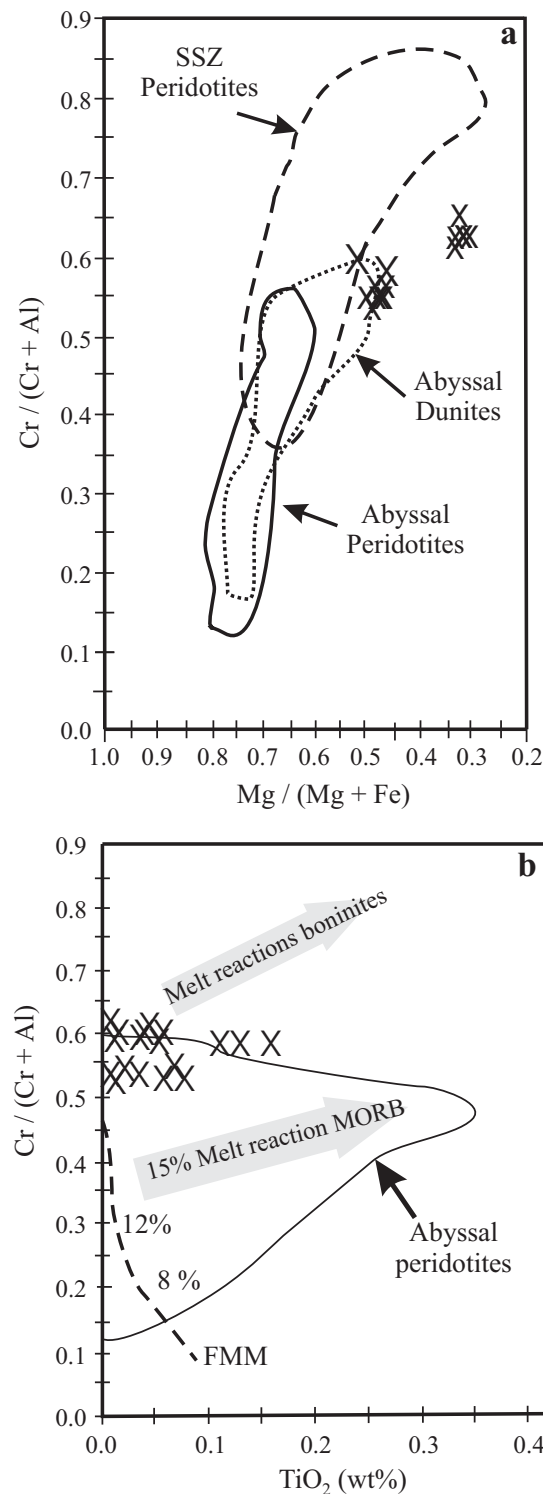 a
SSZ
Peridotites
Abyssal
Dunites
Abyssal
Peridotites
Cr / (Cr + Al)
0.9
0.8
0.7
0.6
0.5
0.4
0.3
0.2
0.1
0.0
1.0 0.9 0.8 0.7 0.6 0.5 0.4 0.3 0.2
Mg / (Mg + Fe)
b
Melt reactions boninites
15% Melt reaction MORB
12%
8 %
FMM
Abyssal
peridotites
Cr / (Cr + Al)
0.9
0.8
0.7
0.6
0.5
0.4
0.3
0.2
0.1
0.0
0.0 0.1 0.2 0.3 0.4
TiO₂ (wt%)